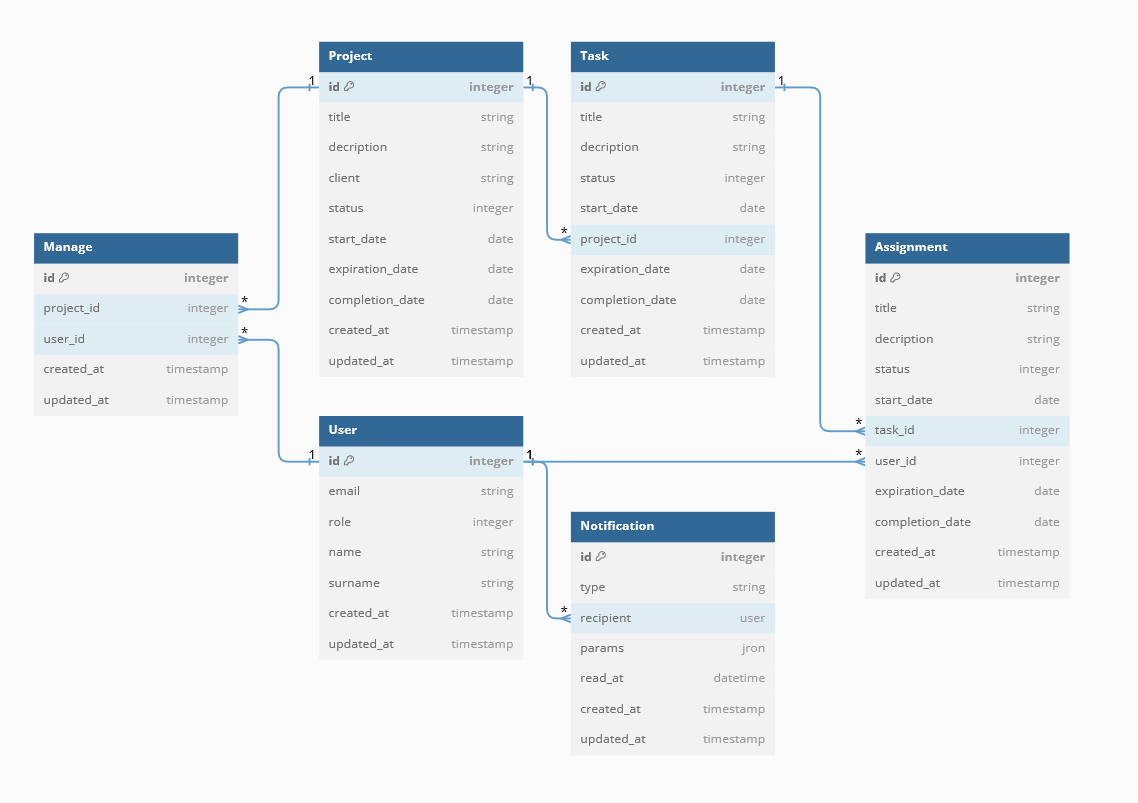 Project
1
id integer
1
title string
decription string
client string
status integer
start_date date
expiration_date date
completion_date date
created_at timestamp
updated_at timestamp
Task
id integer
1
title string
decription string
status integer
start_date date
*
project_id integer
expiration_date date
completion_date date
created_at timestamp
updated_at timestamp
Manage
id integer
project_id integer
*
user_id integer
*
created_at timestamp
updated_at timestamp
Assignment
id integer
title string
decription string
status integer
start_date date
*
task_id integer
*
user_id integer
expiration_date date
completion_date date
created_at timestamp
updated_at timestamp
User
1
id integer
1
email string
role integer
name string
surname string
created_at timestamp
updated_at timestamp
Notification
id integer
type string
*
recipient user
params jron
read_at datetime
created_at timestamp
updated_at timestamp